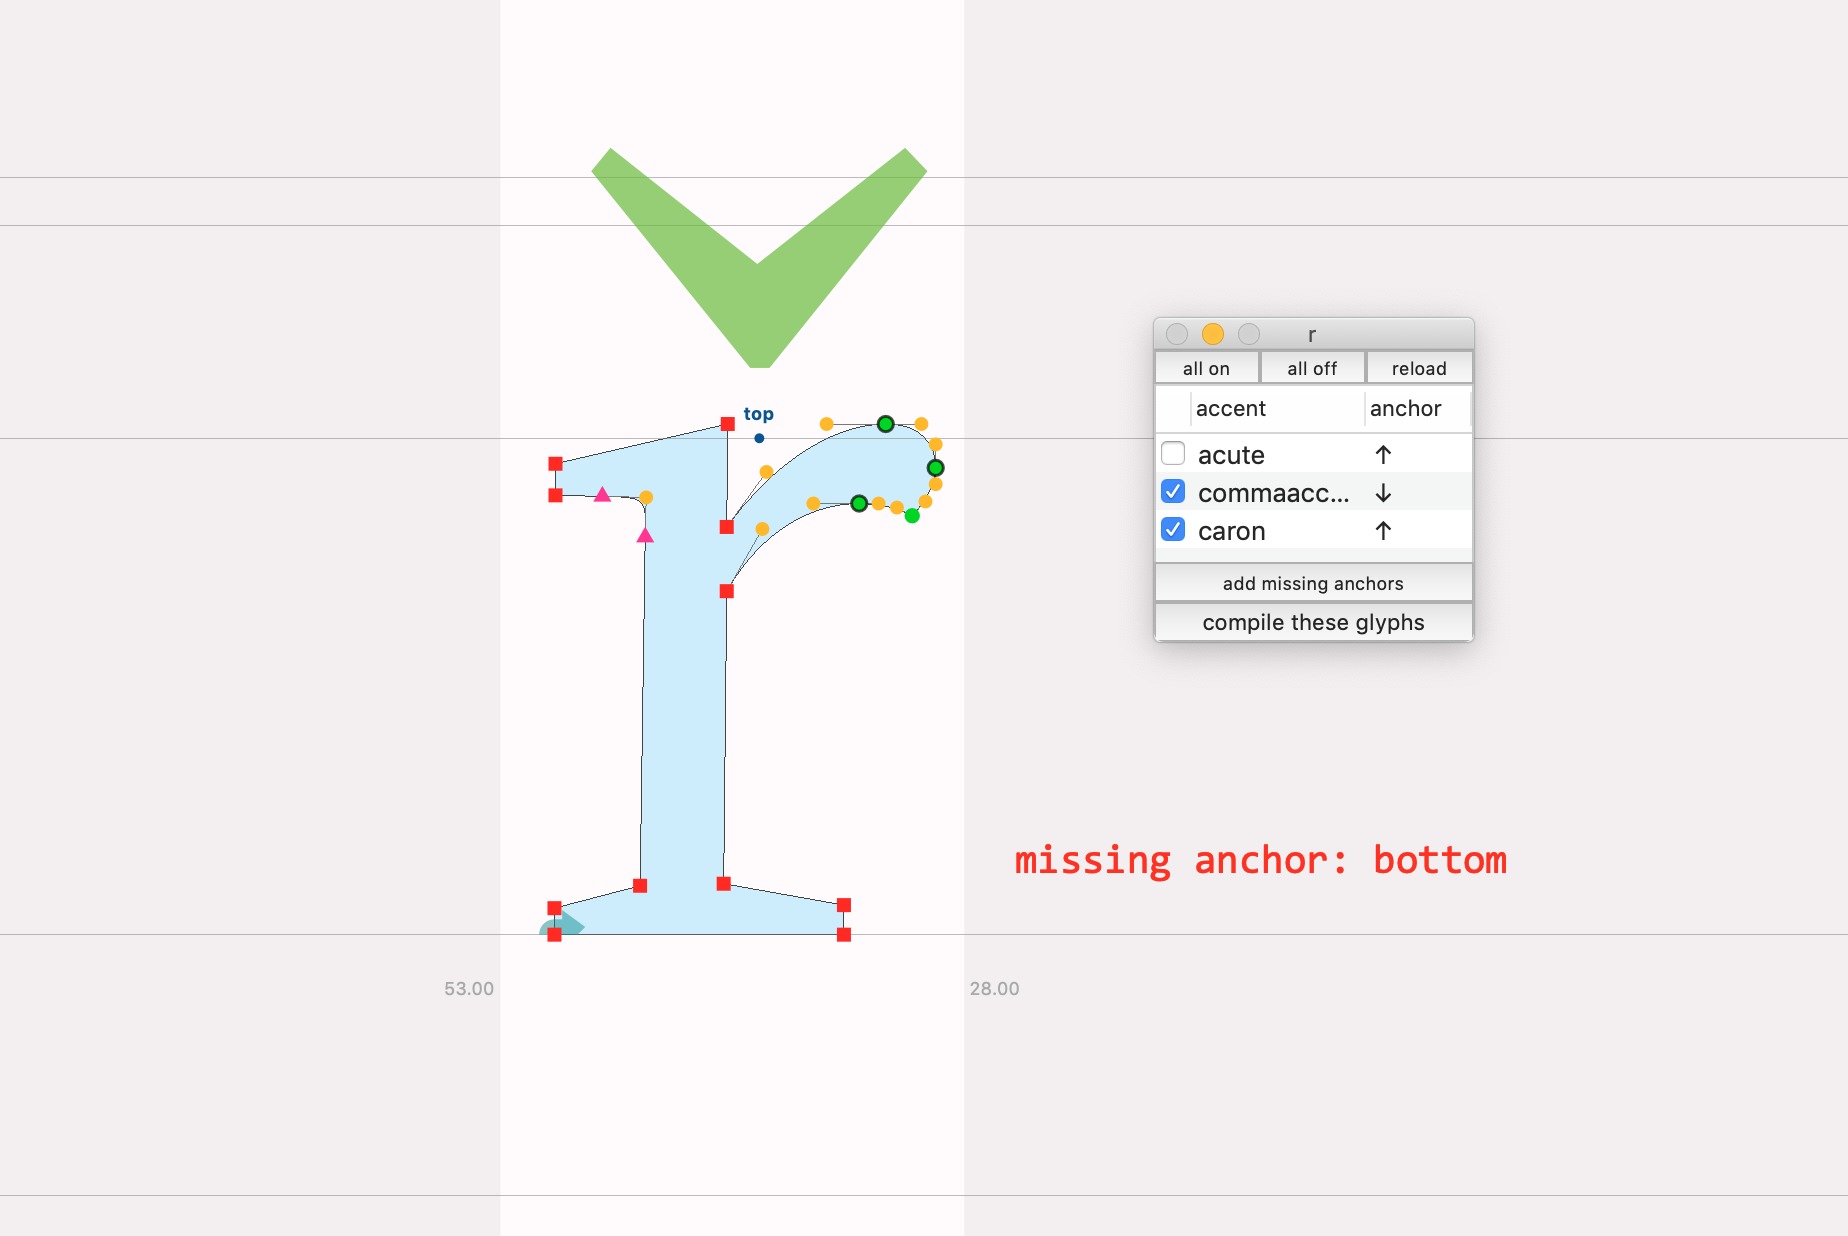 top
53.00
28.00
r
all on all off reload
accent anchor
acute ↑
commaacc... ↓
caron ↑
add missing anchors
compile these glyphs
missing anchor: bottom